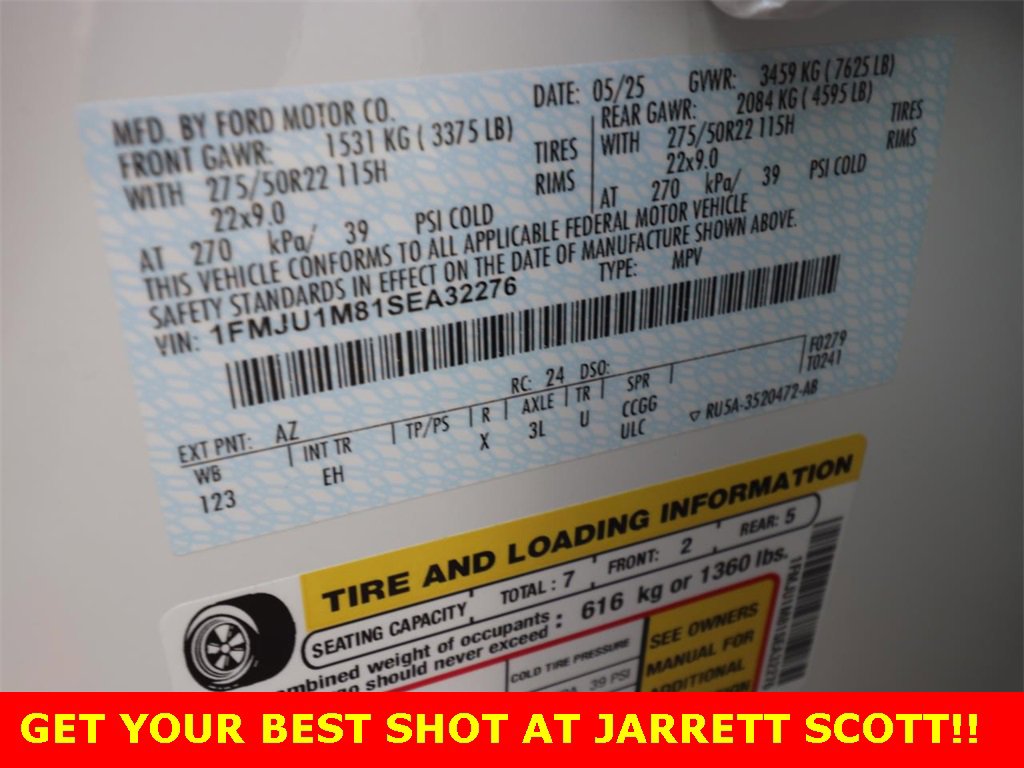 MFD. BY FORD MOTOR CO.
DATE: 05/25
GVWR: 3459 KG ( 7625 LB)
FRONT GAWR: 1531 KG ( 3375 LB)
WITH 275/50R22 115H TIRES
22x9.0 RIMS
AT 270 kPa/ 39 PSI COLD
REAR GAWR: 2084 KG ( 4595 LB)
WITH 275/50R22 115H TIRES
22x9.0 RIMS
AT 270 kPa/ 39 PSI COLD
THIS VEHICLE CONFORMS TO ALL APPLICABLE FEDERAL MOTOR VEHICLE
SAFETY STANDARDS IN EFFECT ON THE DATE OF MANUFACTURE SHOWN ABOVE.
VIN: 1FMJU1M81SEA32276 TYPE: MPV
F0279
T0241
EXT PNT: AZ RC: 24 DSO:
WB INT TR TP/PS R AXLE TR SPR
123 EH X 3L U CCGG
ULC ▽ RU5A-3520472-AB
TIRE AND LOADING INFORMATION
SEATING CAPACITY TOTAL : 7 FRONT: 2 REAR: 5
mbined weight of occupants : 616 kg or 1360 lbs.
go should never exceed
COLD TIRE PRESSURE
39 PSI
SEE OWNERS
MANUAL FOR
ADDITIONAL
1FMJU1M81SEA32276
GET YOUR BEST SHOT AT JARRETT SCOTT!!